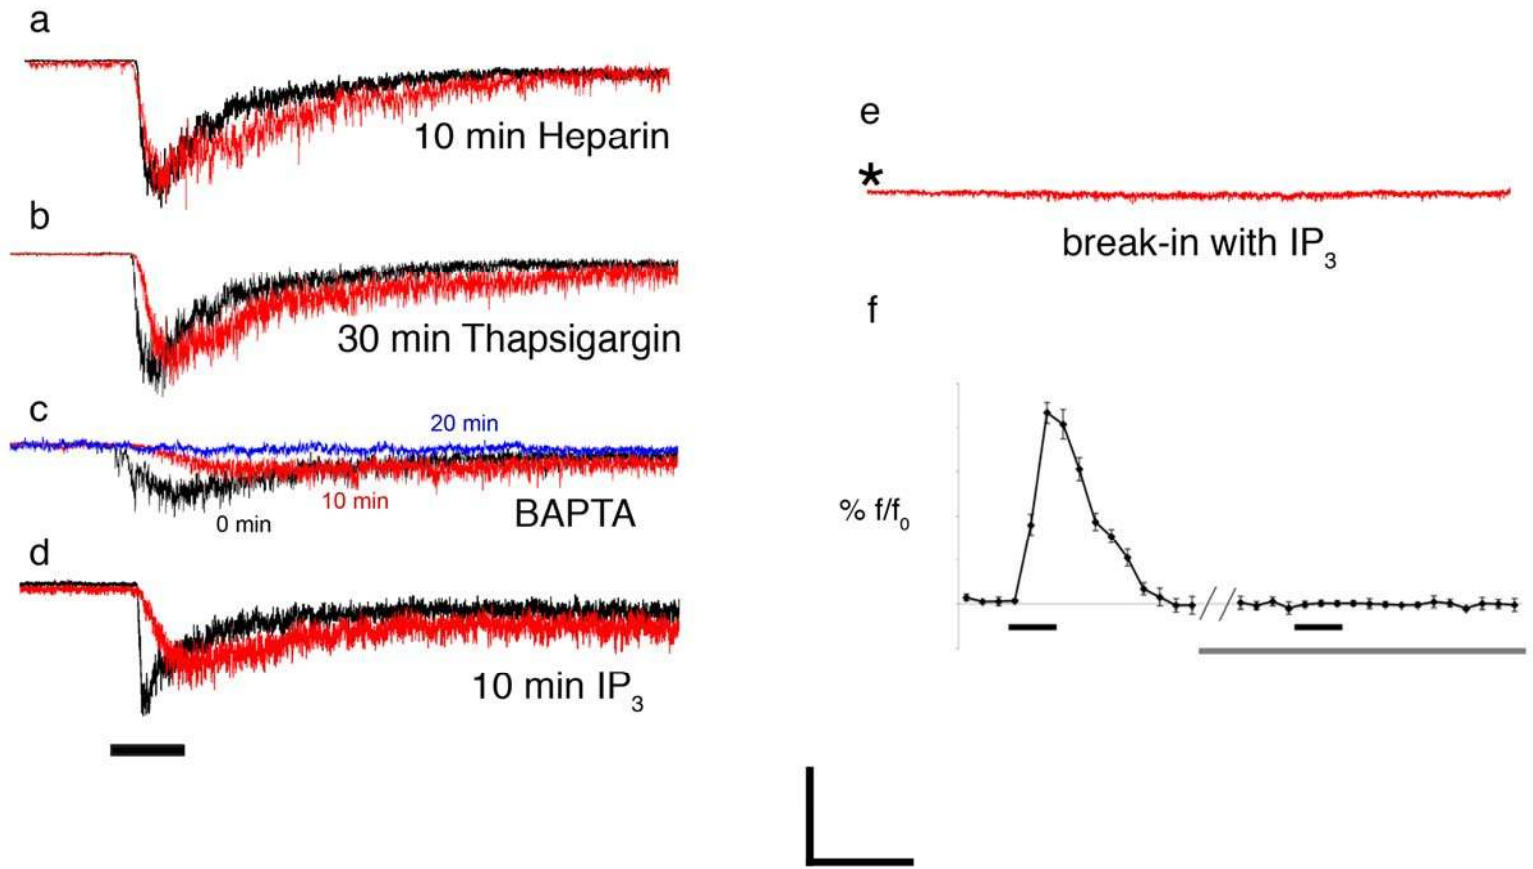 a
10 min Heparin
b
30 min Thapsigargin
c
20 min
10 min
0 min
BAPTA
d
10 min IP3
e
*
break-in with IP3
f
% f/f0